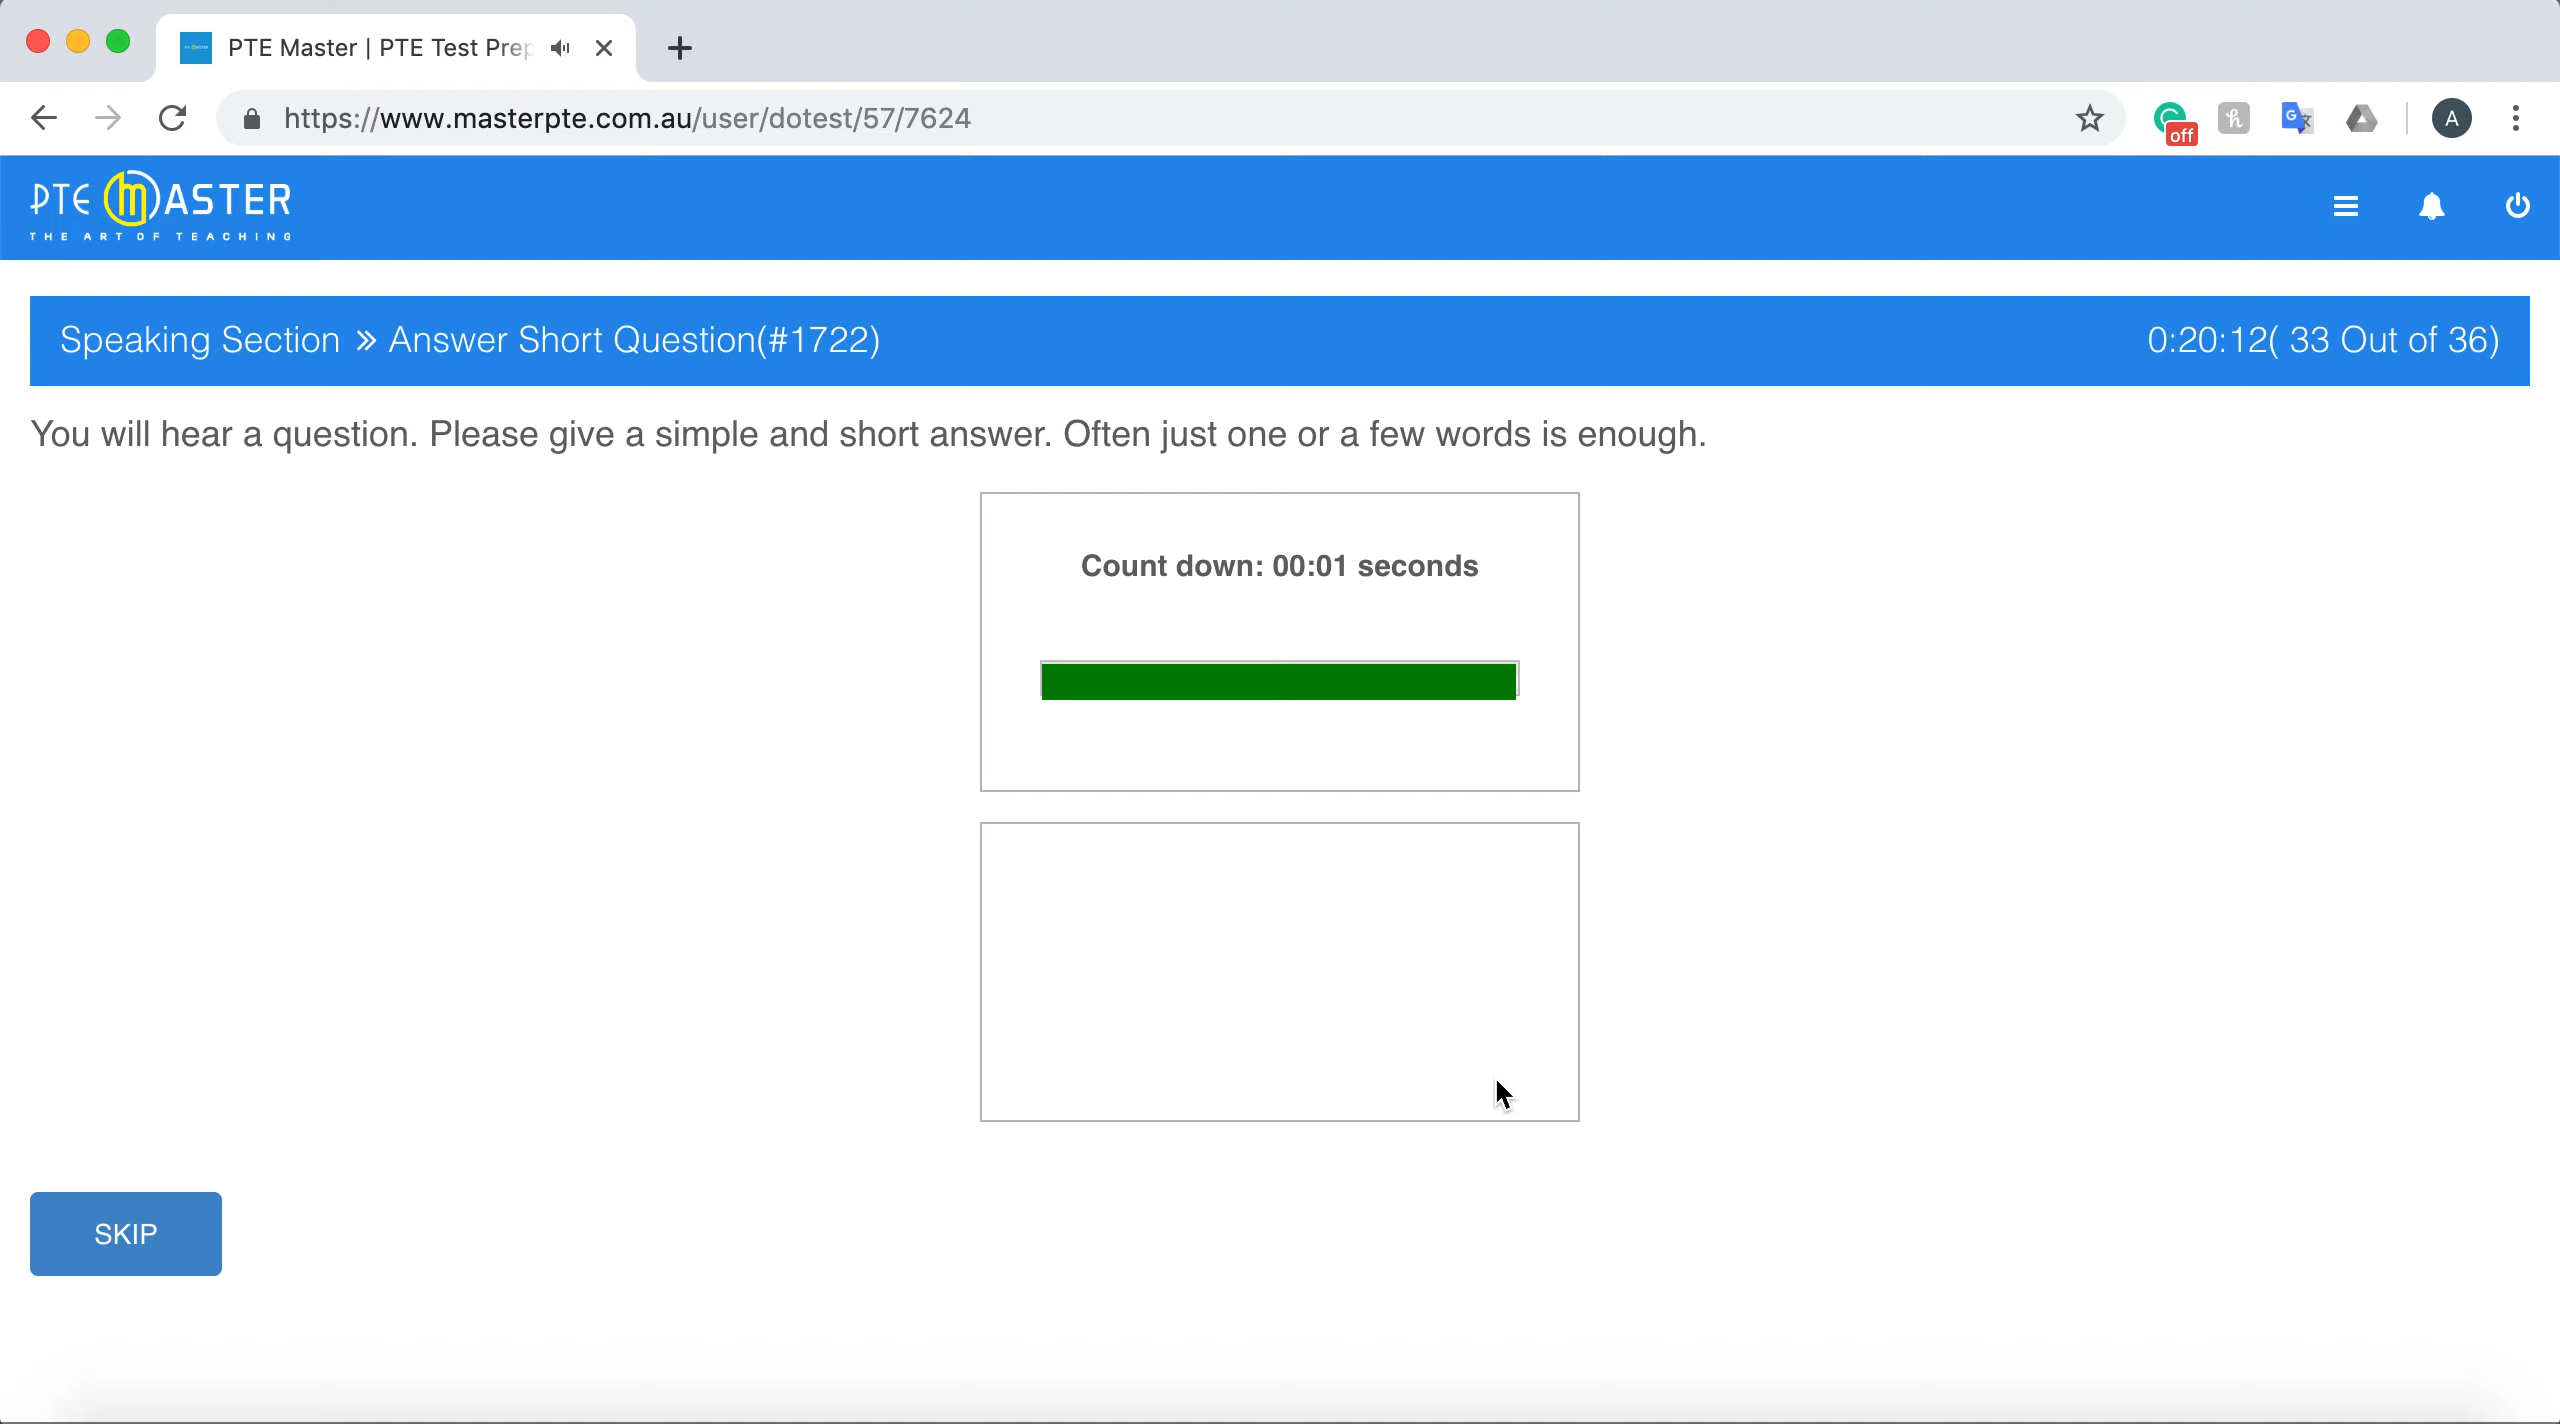 PTE Master | PTE Test Prep
https://www.masterpte.com.au/user/dotest/57/7624
off
A
PTE MASTER
THE ART OF TEACHING
Speaking Section » Answer Short Question(#1722)
0:20:12( 33 Out of 36)
You will hear a question. Please give a simple and short answer. Often just one or a few words is enough.
Count down: 00:01 seconds
SKIP